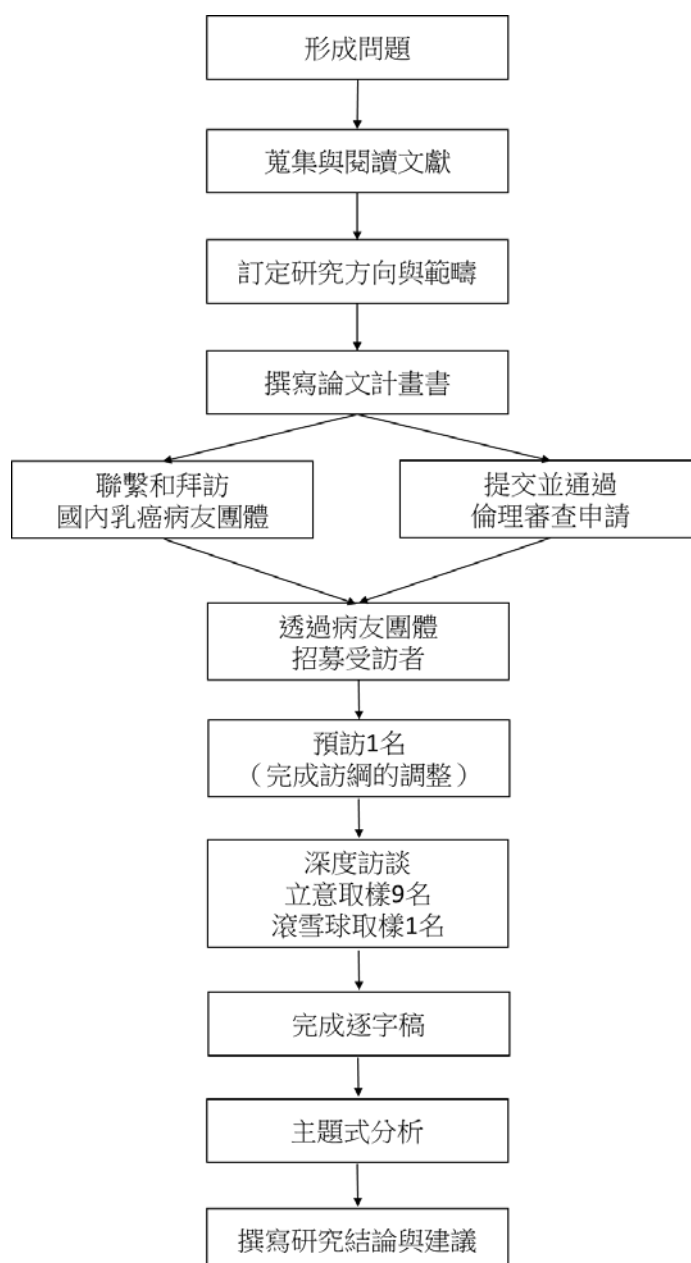 形成問題
蒐集與閱讀文獻
訂定研究方向與範疇
撰寫論文計畫書
聯繫和拜訪
國內乳癌病友團體
提交並通過
倫理審查申請
透過病友團體
招募受訪者
預訪1名
（完成訪綱的調整）
深度訪談
立意取樣9名
滾雪球取樣1名
完成逐字稿
主題式分析
撰寫研究結論與建議